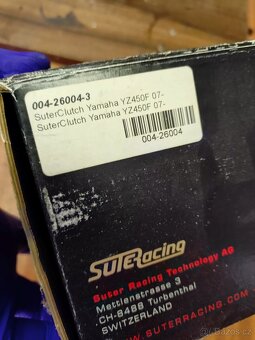 004-26004-3
SuterClutch Yamaha YZ450F 07-
SuterClutch Yamaha YZ450F 07-
004-26004
SUTERacing
Suter Racing Technology AG
Mettlenstrasse 3
CH-8488 Turbenthal
SWITZERLAND
WWW.SUTERRACING.COM